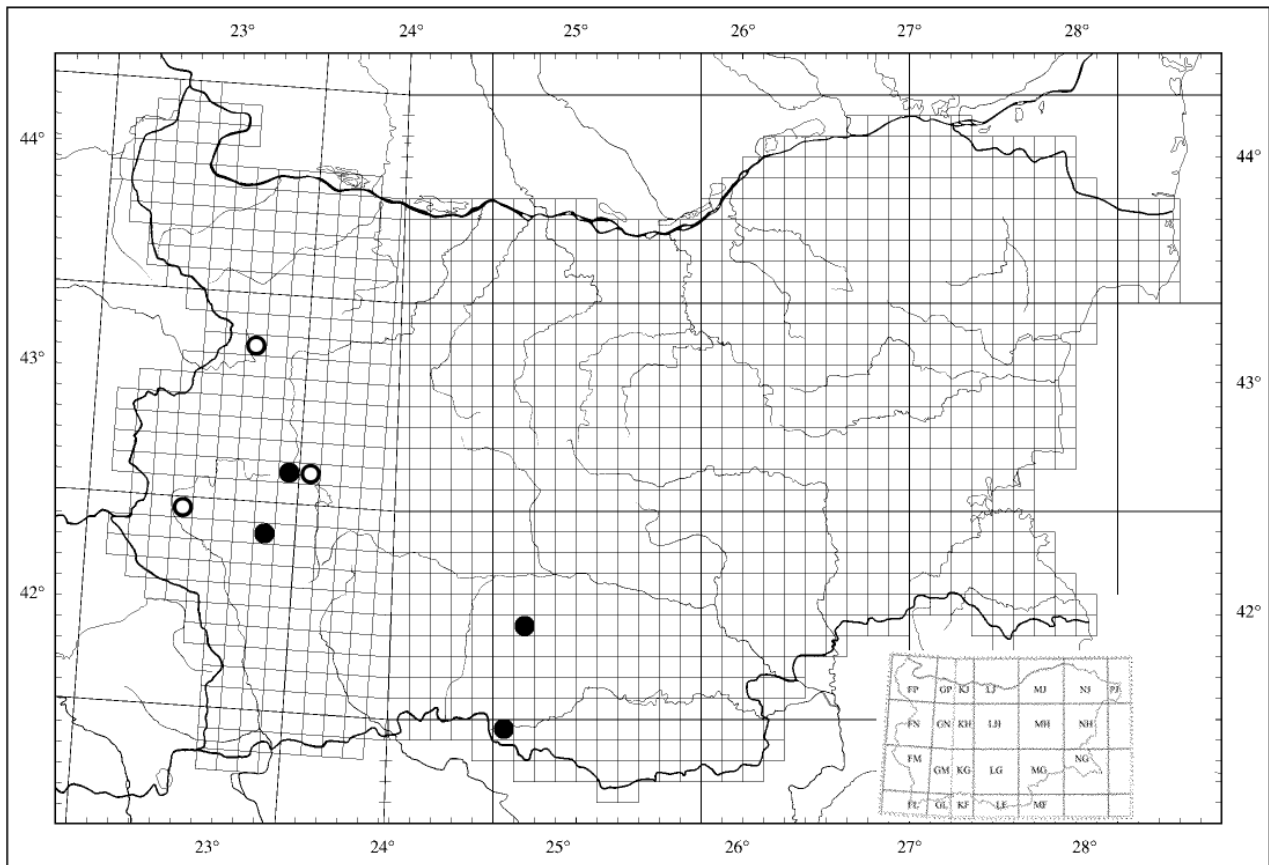 23° 24° 25° 26° 27° 28°
44° 44°
43° 43°
42° 42°
FP GP KJ LJ MJ NJ PJ
FN GN KH LH MH NH
FM GM KG LG MG NG
FL GL KF LF MF
23° 24° 25° 26° 27° 28°